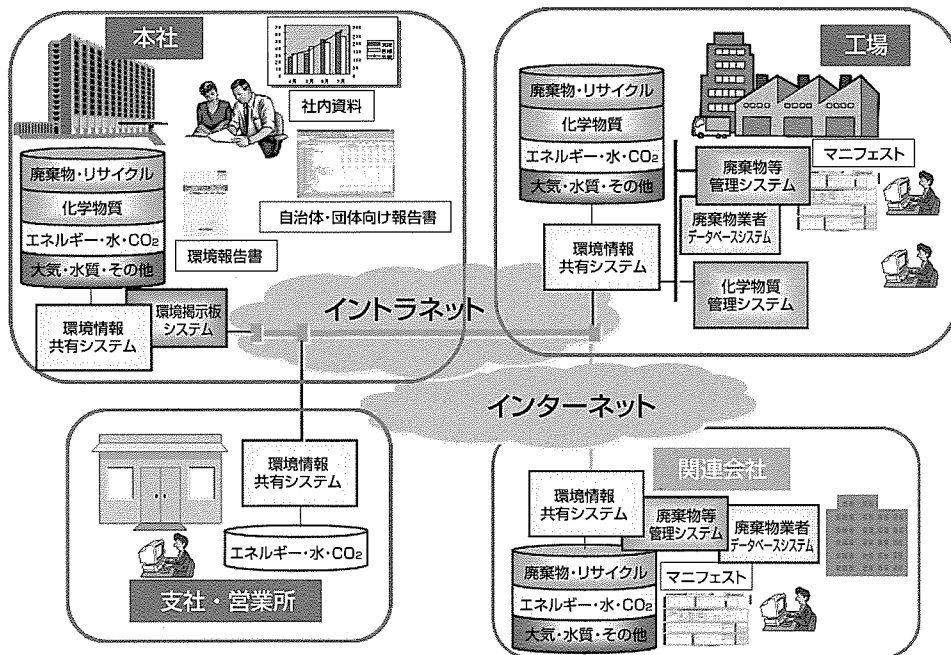 本社
社内資料
廃棄物・リサイクル
化学物質
エネルギー・水・CO₂
大気・水質・その他
自治体・団体向け報告書
環境報告書
環境情報
共有システム
環境掲示板
システム
イントラネット
工場
廃棄物・リサイクル
化学物質
エネルギー・水・CO₂
大気・水質・その他
マニフェスト
廃棄物等
管理システム
廃棄物業者
データベースシステム
環境情報
共有システム
化学物質
管理システム
インターネット
環境情報
共有システム
エネルギー・水・CO₂
支社・営業所
関連会社
環境情報
共有システム
廃棄物等
管理システム
廃棄物業者
データベースシステム
廃棄物・リサイクル
エネルギー・水・CO₂
大気・水質・その他
マニフェスト